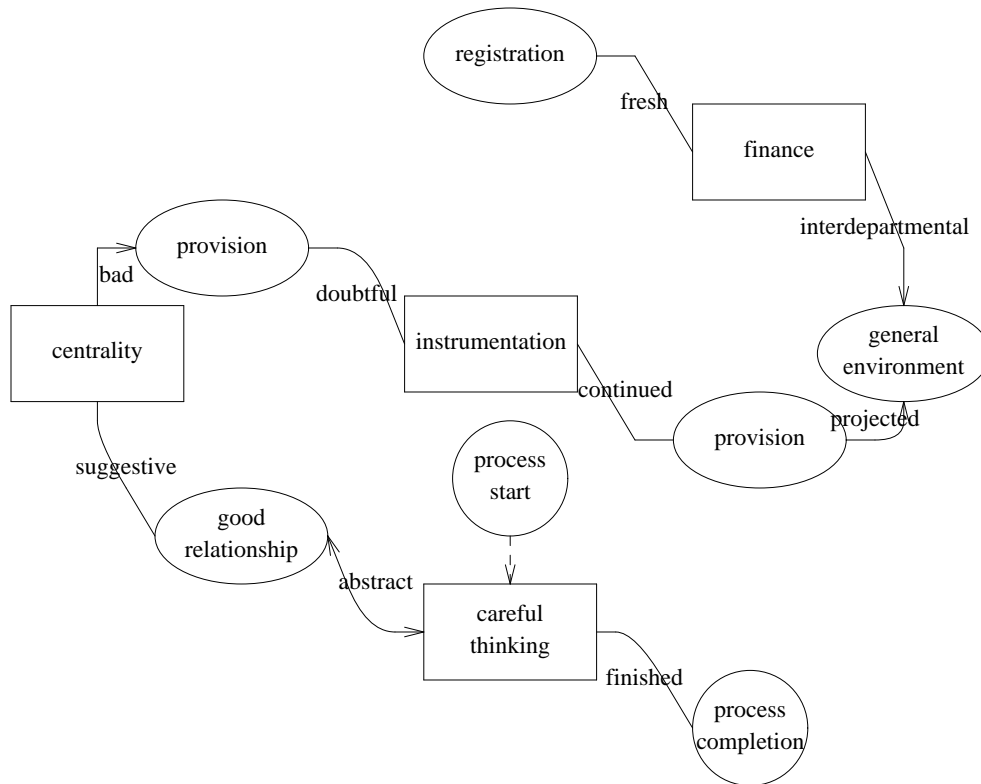 registration
fresh
finance
interdepartmental
provision
bad
doubtful
centrality
instrumentation
general
environment
continued
projected
provision
suggestive
process
start
good
relationship
abstract
careful
thinking
finished
process
completion